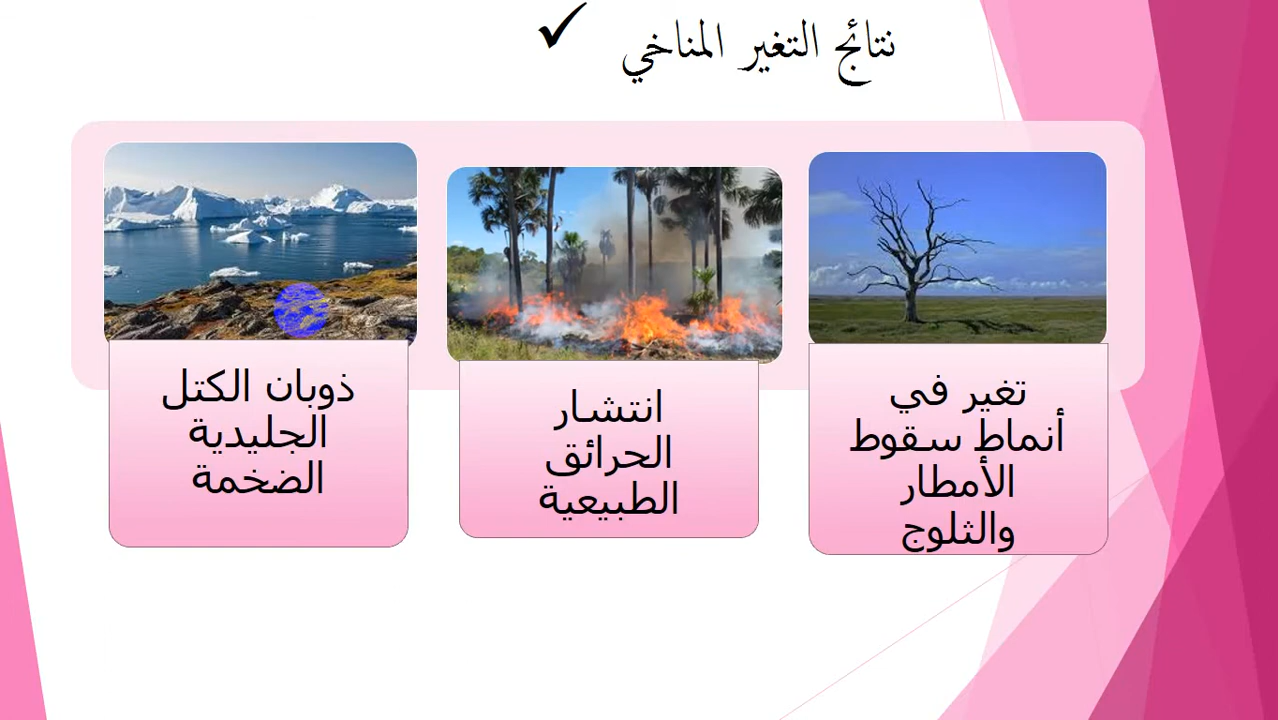 نتائج التغير المناخي
تغير في
أنماط سقوط
الأمطار
والثلوج
انتشار
الحرائق
الطبيعية
ذوبان الكتل
الجليدية
الضخمة